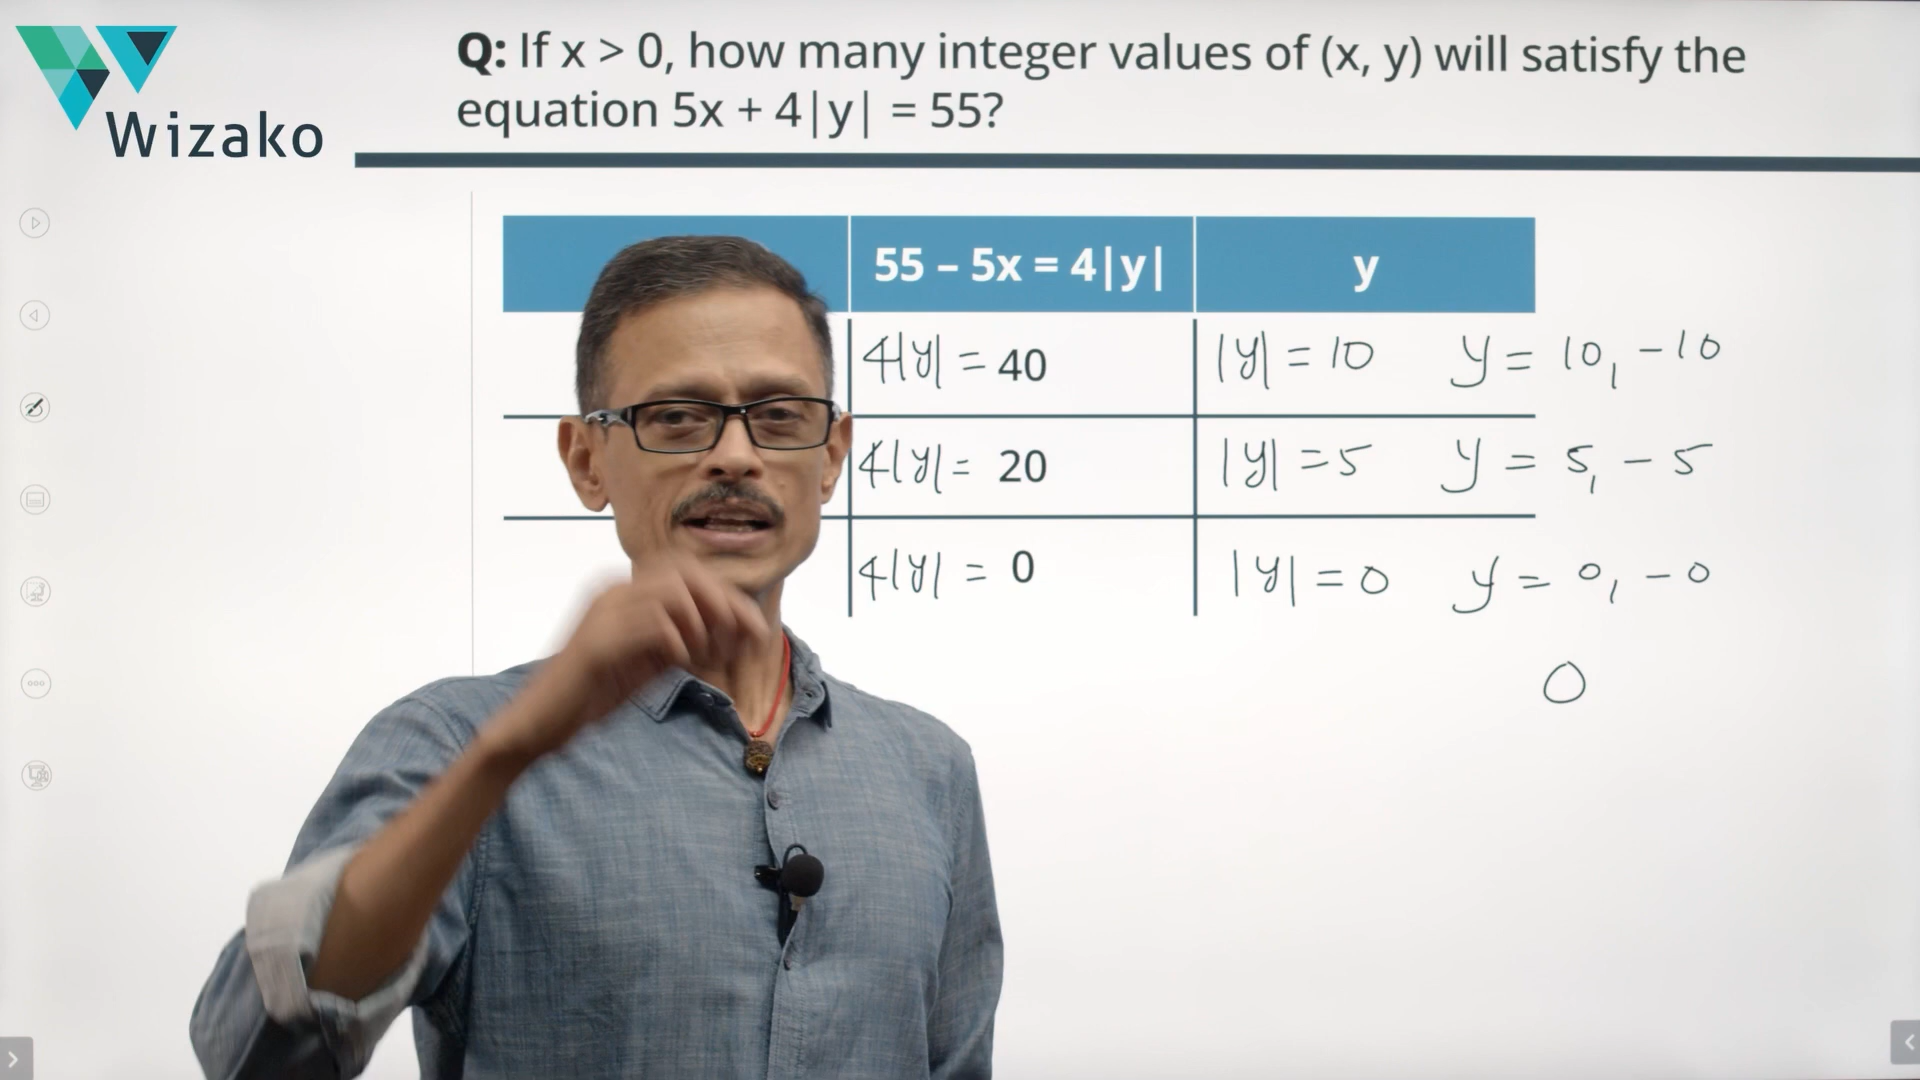 Wizako
Q: If x > 0, how many integer values of (x, y) will satisfy the
equation 5x + 4|y| = 55?
55 – 5x = 4|y| y
4|y| = 40 |y| = 10 y = 10, -10
4|y| = 20 |y| = 5 y = 5, -5
4|y| = 0 |y| = 0 y = 0, -0
0